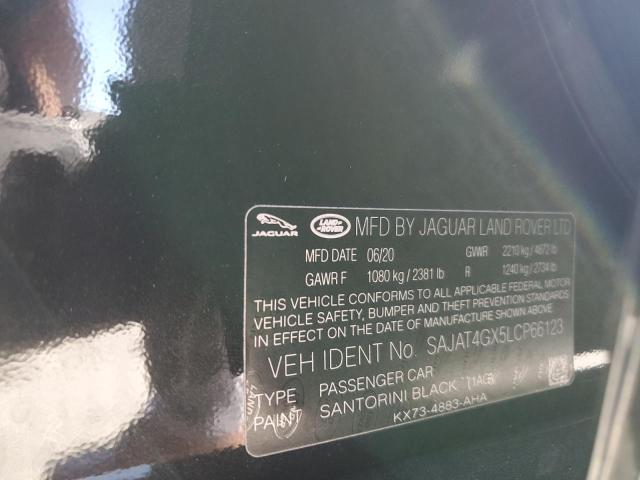 JAGUAR LAND ROVER MFD BY JAGUAR LAND ROVER LTD
MFD DATE 06/20 GVWR 2210 kg / 4872 lb
GAWR F 1080 kg / 2381 lb R 1240 kg / 2734 lb
THIS VEHICLE CONFORMS TO ALL APPLICABLE FEDERAL MOTOR
VEHICLE SAFETY, BUMPER AND THEFT PREVENTION STANDARDS
IN EFFECT ON THE DATE OF MANUFACTURE SHOWN ABOVE.
VEH IDENT No. SAJAT4GX5LCP66123
TYPE PASSENGER CAR
PAINT SANTORINI BLACK (1AG)
KX73-4883-AHA